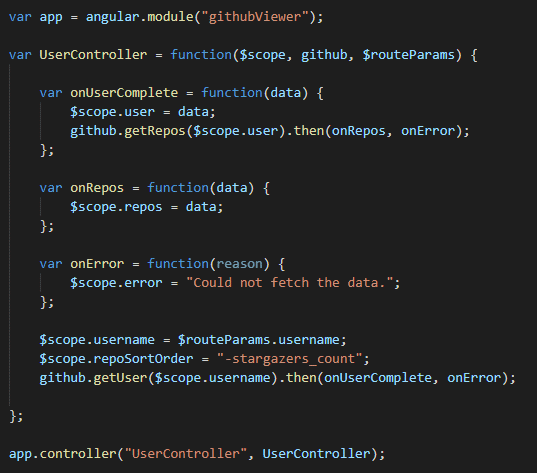 var app = angular.module("githubViewer");
var UserController = function($scope, github, $routeParams) {
var onUserComplete = function(data) {
$scope.user = data;
github.getRepos($scope.user).then(onRepos, onError);
};
var onRepos = function(data) {
$scope.repos = data;
};
var onError = function(reason) {
$scope.error = "Could not fetch the data.";
};
$scope.username = $routeParams.username;
$scope.repoSortOrder = "-stargazers_count";
github.getUser($scope.username).then(onUserComplete, onError);
};
app.controller("UserController", UserController);